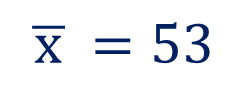 x̅ = 53